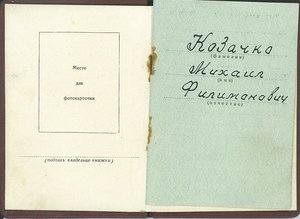 Место
для
фотокарточки
(подпись владельца книжки)
Козачко
(фамилия)
Михаил
(имя)
Филимонович
(отчество)